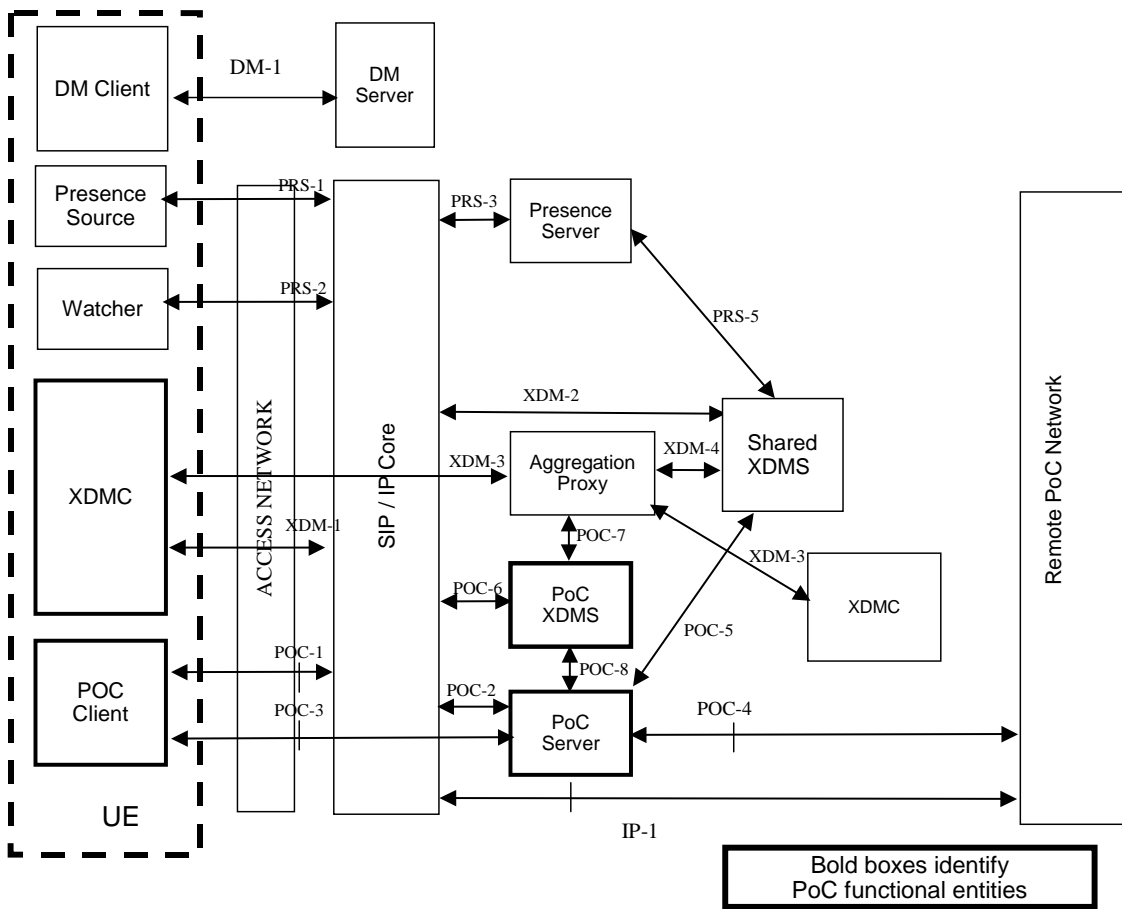 DM Client
DM-1
DM
Server
Presence
Source
PRS-1
PRS-3
Presence
Server
Watcher
PRS-2
PRS-5
XDMC
ACCESS NETWORK
SIP / IP Core
XDM-2
XDM-3
Aggregation
Proxy
XDM-4
Shared
XDMS
Remote PoC Network
XDM-1
POC-7
XDM-3
POC-6
PoC
XDMS
XDMC
POC-5
POC-1
POC-8
POC
Client
POC-2
POC-3
PoC
Server
POC-4
UE
IP-1
Bold boxes identify
PoC functional entities